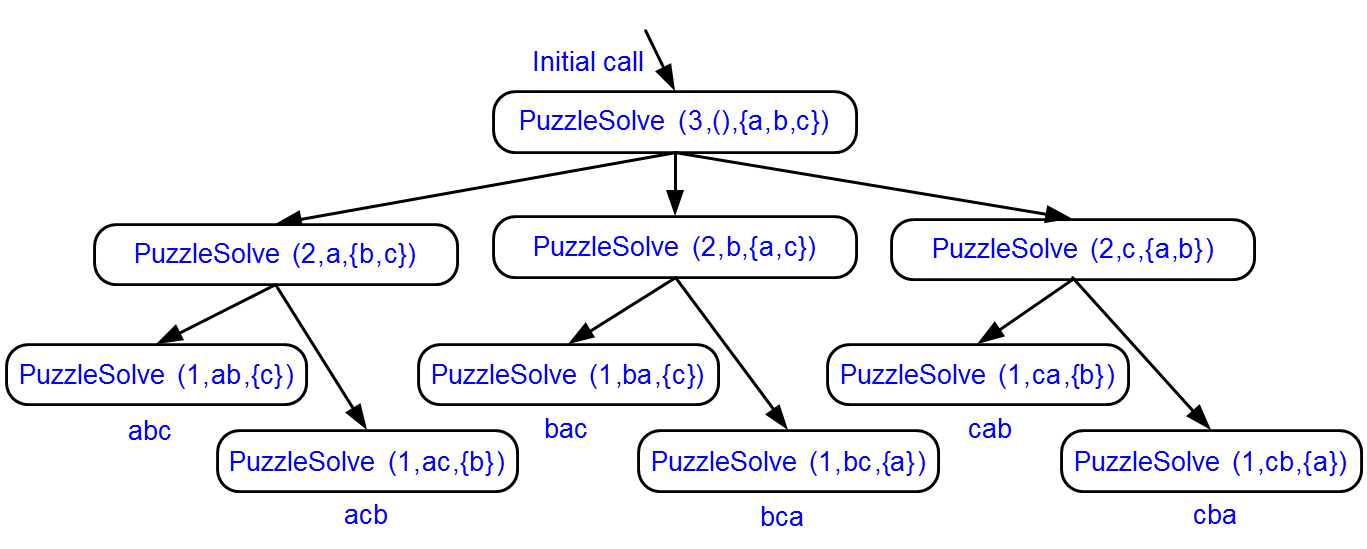 Initial call
PuzzleSolve (3,(),{a,b,c})
PuzzleSolve (2,a,{b,c})
PuzzleSolve (2,b,{a,c})
PuzzleSolve (2,c,{a,b})
PuzzleSolve (1,ab,{c})
PuzzleSolve (1,ba,{c})
PuzzleSolve (1,ca,{b})
abc
bac
cab
PuzzleSolve (1,ac,{b})
PuzzleSolve (1,bc,{a})
PuzzleSolve (1,cb,{a})
acb
bca
cba